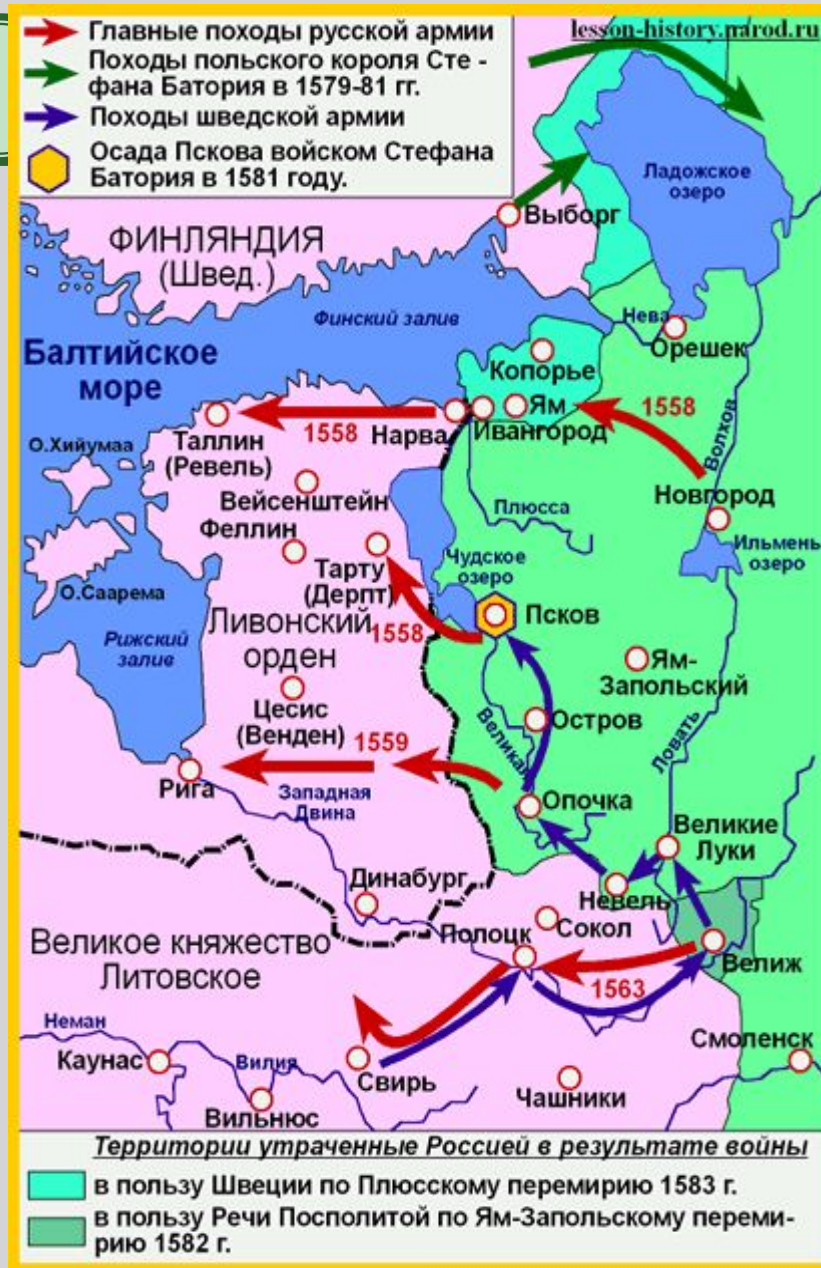 lesson-history.narod.ru
Главные походы русской армии
Походы польского короля Сте -
фана Батория в 1579-81 гг.
Походы шведской армии
Осада Пскова войском Стефана
Батория в 1581 году.
Ладожское
озеро
Выборг
ФИНЛЯНДИЯ
(Швед.)
Финский залив
Нева
Орешек
Балтийское
море
Копорье
Ям
1558
Волхов
1558
Нарва
Ивангород
Таллин
(Ревель)
О.Хийумаа
Вейсенштейн
Плюсса
Новгород
Феллин
Ильмень
озеро
Чудское
озеро
Тарту
(Дерпт)
О.Саарема
Псков
Ливонский
орден
1558
Рижский
залив
Ям-
Запольский
Цесис
(Венден)
Остров
Великая
Ловать
1559
Рига
Западная
Двина
Опочка
Великие
Луки
Динабург
Невель
Сокол
Полоцк
Великое княжество
Литовское
Велиж
1563
Неман
Смоленск
Каунас
Вилия
Свирь
Чашники
Вильнюс
Территории утраченные Россией в результате войны
в пользу Швеции по Плюсскому перемирию 1583 г.
в пользу Речи Посполитой по Ям-Запольскому переми-
рию 1582 г.